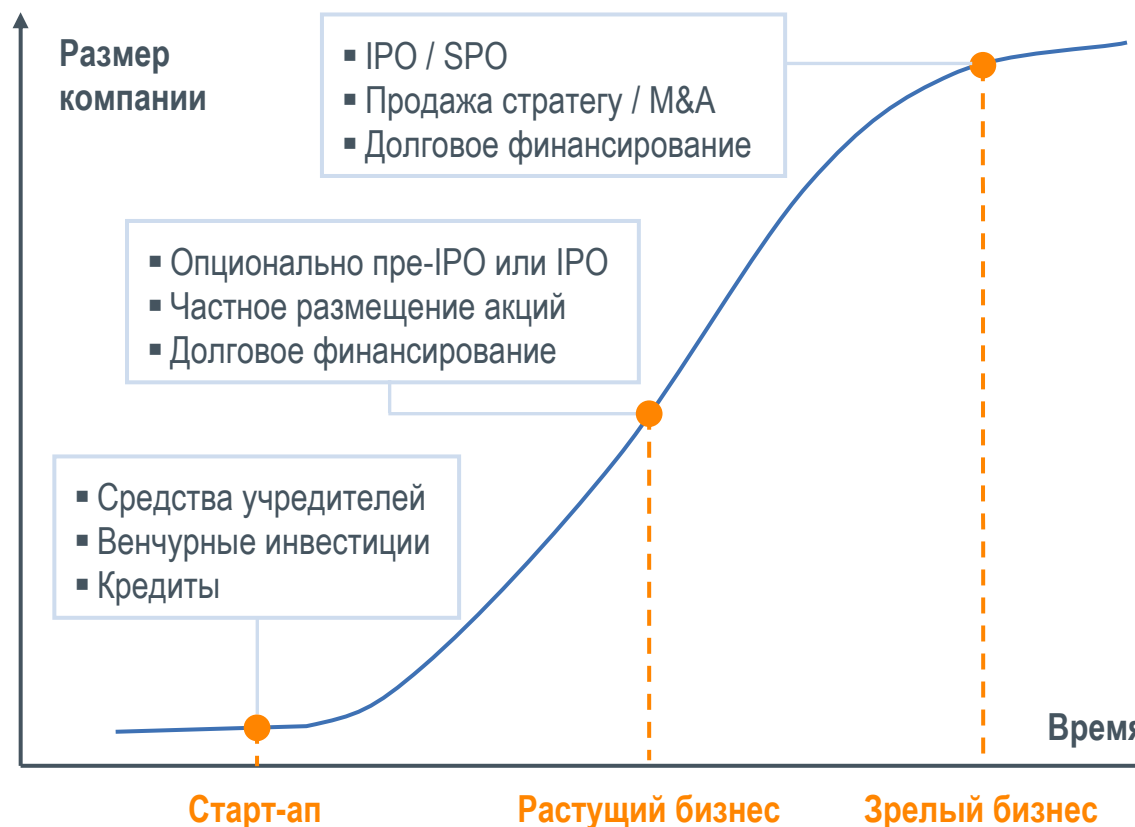 Размер
компании
▪ IPO / SPO
▪ Продажа стратегу / M&A
▪ Долговое финансирование
▪ Опционально пре-IPO или IPO
▪ Частное размещение акций
▪ Долговое финансирование
▪ Средства учредителей
▪ Венчурные инвестиции
▪ Кредиты
Время
Старт-ап
Растущий бизнес
Зрелый бизнес